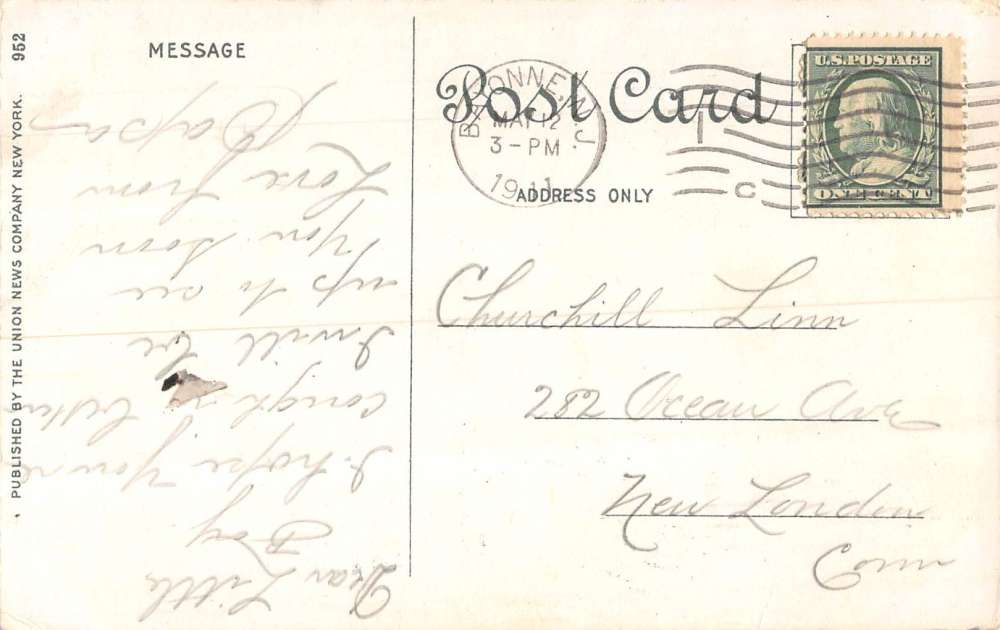 952
MESSAGE
Post Card
BAYONNE N.J.
MAY 12
3-PM
1911
C
U.S.POSTAGE
ONE CENT
ADDRESS ONLY
Churchill Linn
282 Ocean Ave
New London
Conn
Dear Little
Boy
I hope your
cough is better
I will be
up to see
you soon
Love from
Papa
PUBLISHED BY THE UNION NEWS COMPANY NEW YORK.